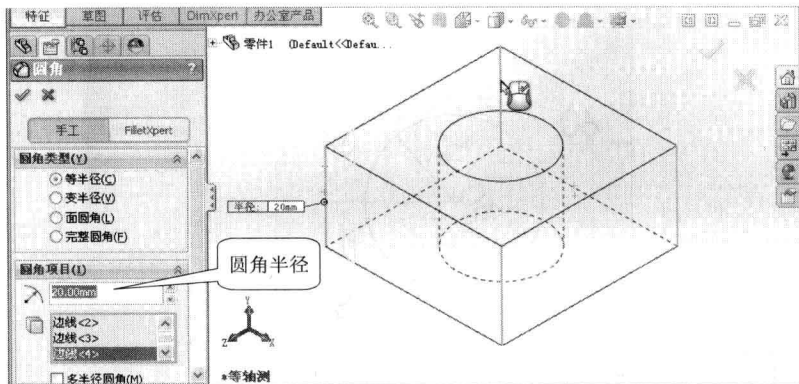 特征 草图 评估 DimXpert 办公室产品
零件1 (Default<<Defau...
圆角 ?
手工 FilletXpert
圆角类型(Y)
等半径(C)
变半径(V)
面圆角(L)
完整圆角(F)
半径: 20mm
圆角项目(I)
圆角半径
20.00mm
边线<2>
边线<3>
边线<4>
多半径圆角(M)
Y
Z X
*等轴测